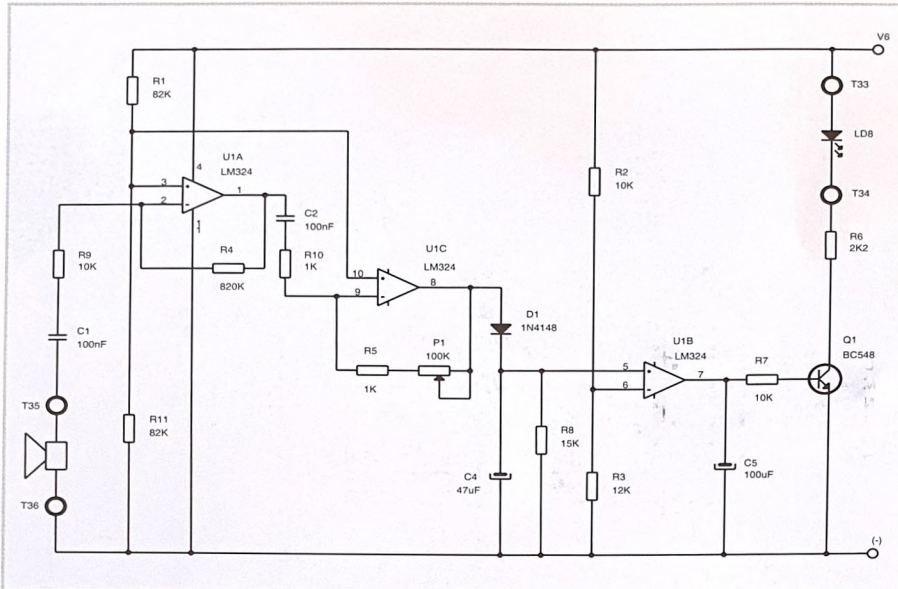 V6
R1
82K
T33
LD8
4
U1A
LM324
3
2
1
R2
10K
T34
C2
100nF
R4
820K
R9
10K
R10
1K
R6
2K2
U1C
LM324
10
9
8
C1
100nF
D1
1N4148
P1
100K
R5
1K
U1B
LM324
Q1
BC548
5
6
7
R7
10K
T35
R11
82K
R8
15K
C4
47uF
R3
12K
C5
100uF
T36
(-)